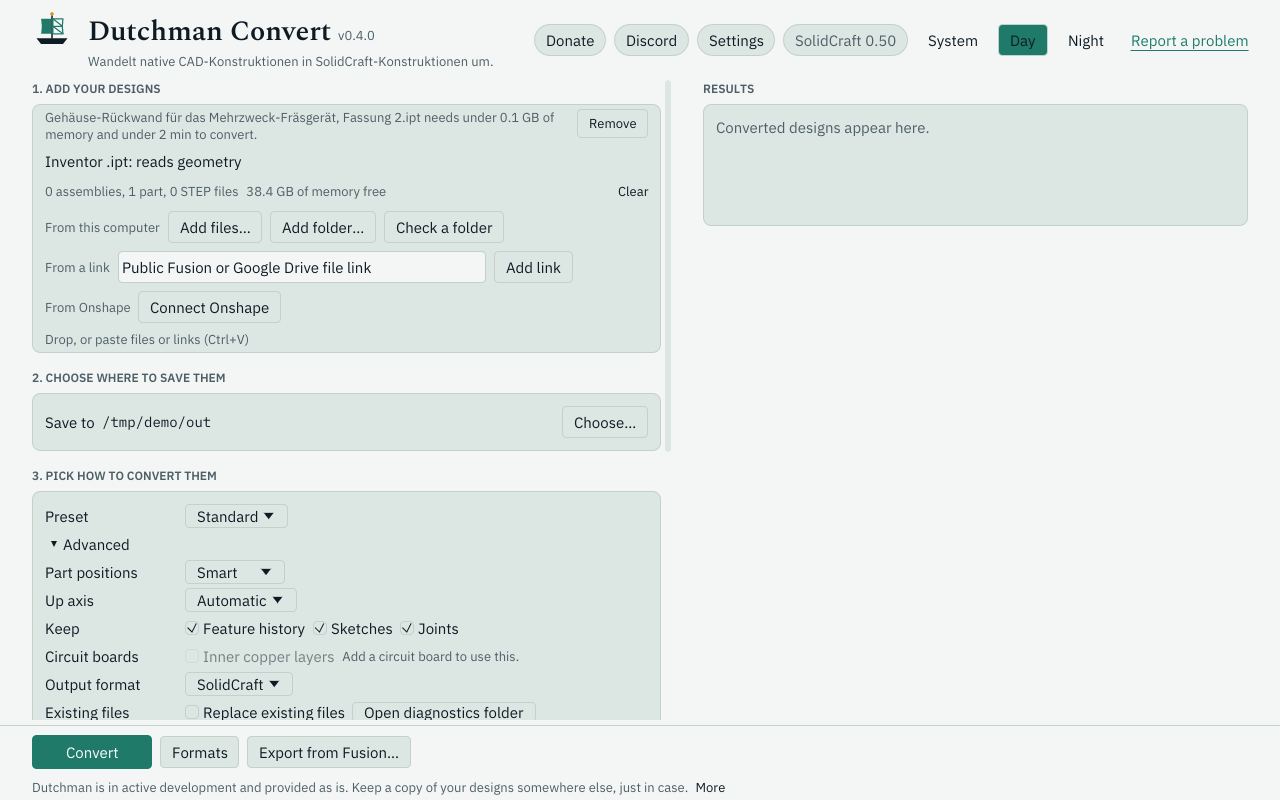 Dutchman Convert v0.4.0
Wandelt native CAD-Konstruktionen in SolidCraft-Konstruktionen um.
Donate Discord Settings SolidCraft 0.50 System Day Night Report a problem
1. ADD YOUR DESIGNS
Gehäuse-Rückwand für das Mehrzweck-Fräsgerät, Fassung 2.ipt needs under 0.1 GB of
memory and under 2 min to convert.
Remove
Inventor .ipt: reads geometry
0 assemblies, 1 part, 0 STEP files 38.4 GB of memory free Clear
From this computer Add files... Add folder... Check a folder
From a link Public Fusion or Google Drive file link Add link
From Onshape Connect Onshape
Drop, or paste files or links (Ctrl+V)
2. CHOOSE WHERE TO SAVE THEM
Save to /tmp/demo/out Choose...
3. PICK HOW TO CONVERT THEM
Preset Standard
Advanced
Part positions Smart
Up axis Automatic
Keep Feature history Sketches Joints
Circuit boards Inner copper layers Add a circuit board to use this.
Output format SolidCraft
Existing files Replace existing files Open diagnostics folder
RESULTS
Converted designs appear here.
Convert Formats Export from Fusion...
Dutchman is in active development and provided as is. Keep a copy of your designs somewhere else, just in case. More